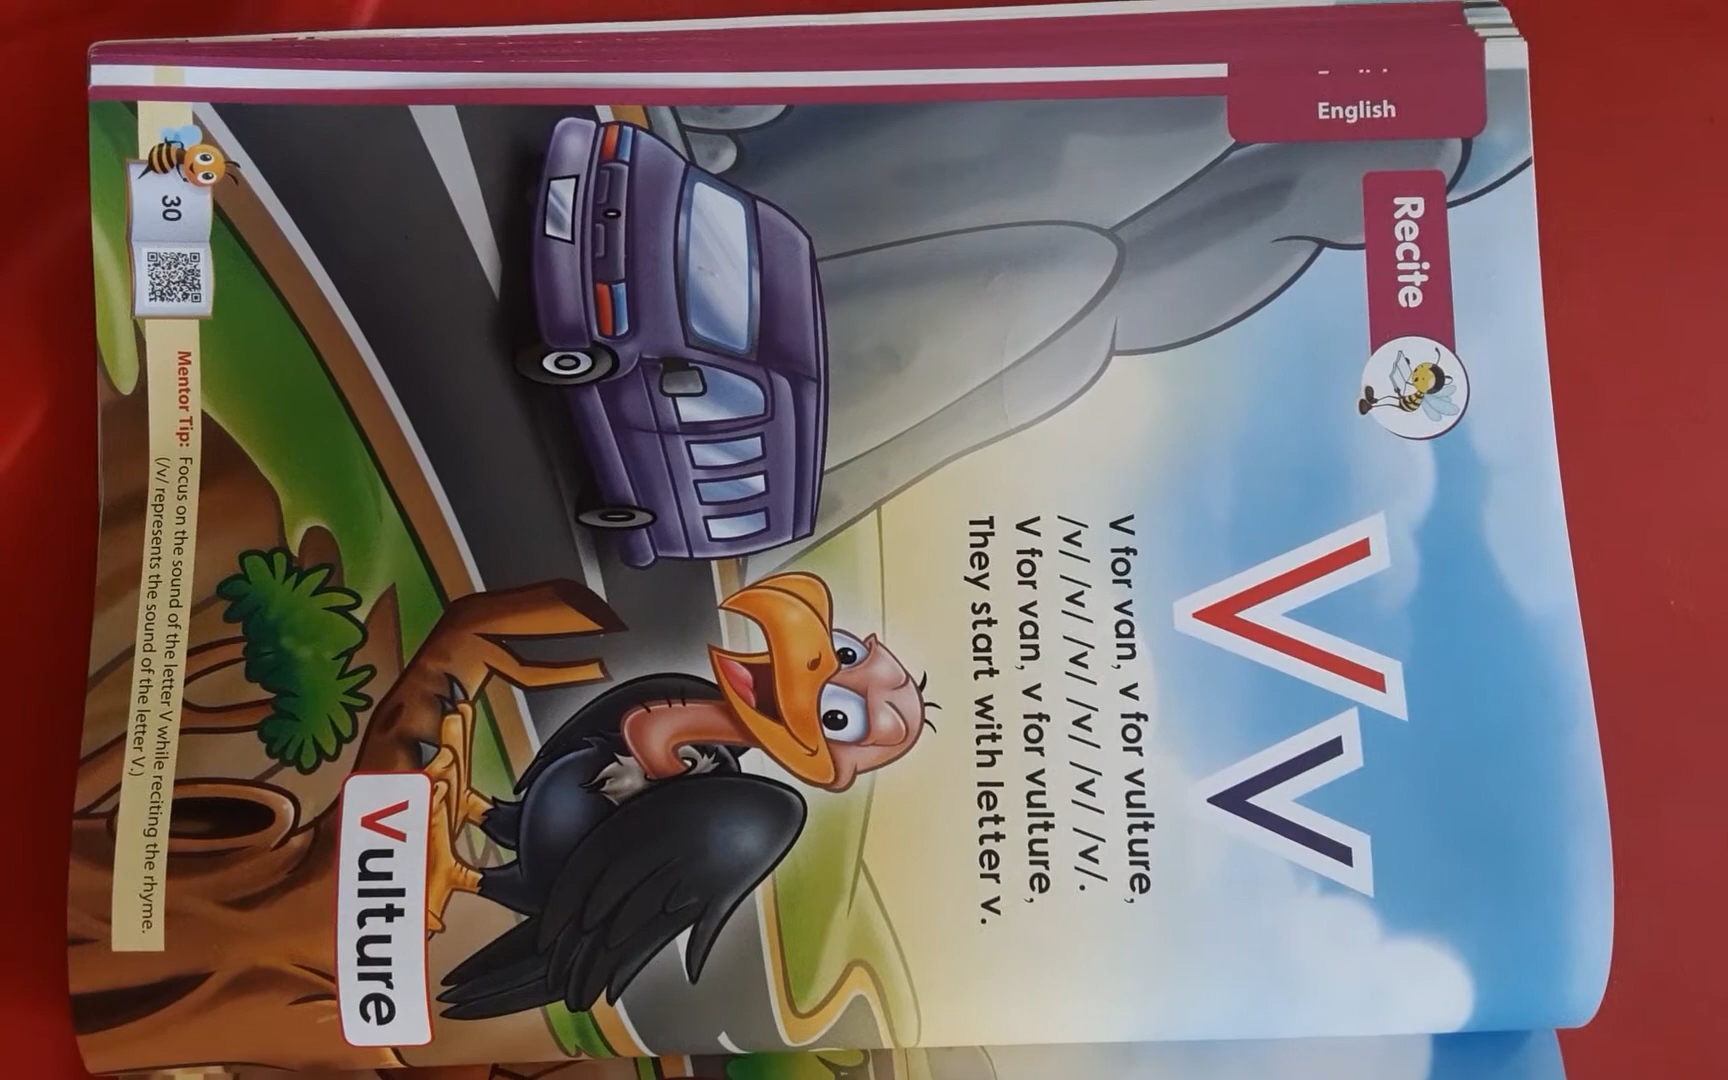 English
Recite
V v
V for van, v for vulture,
/v/ /v/ /v/ /v/ /v/ /v/.
V for van, v for vulture,
They start with letter v.
Vulture
30
Mentor Tip: Focus on the sound of the letter V while reciting the rhyme.
(/v/ represents the sound of the letter V.)